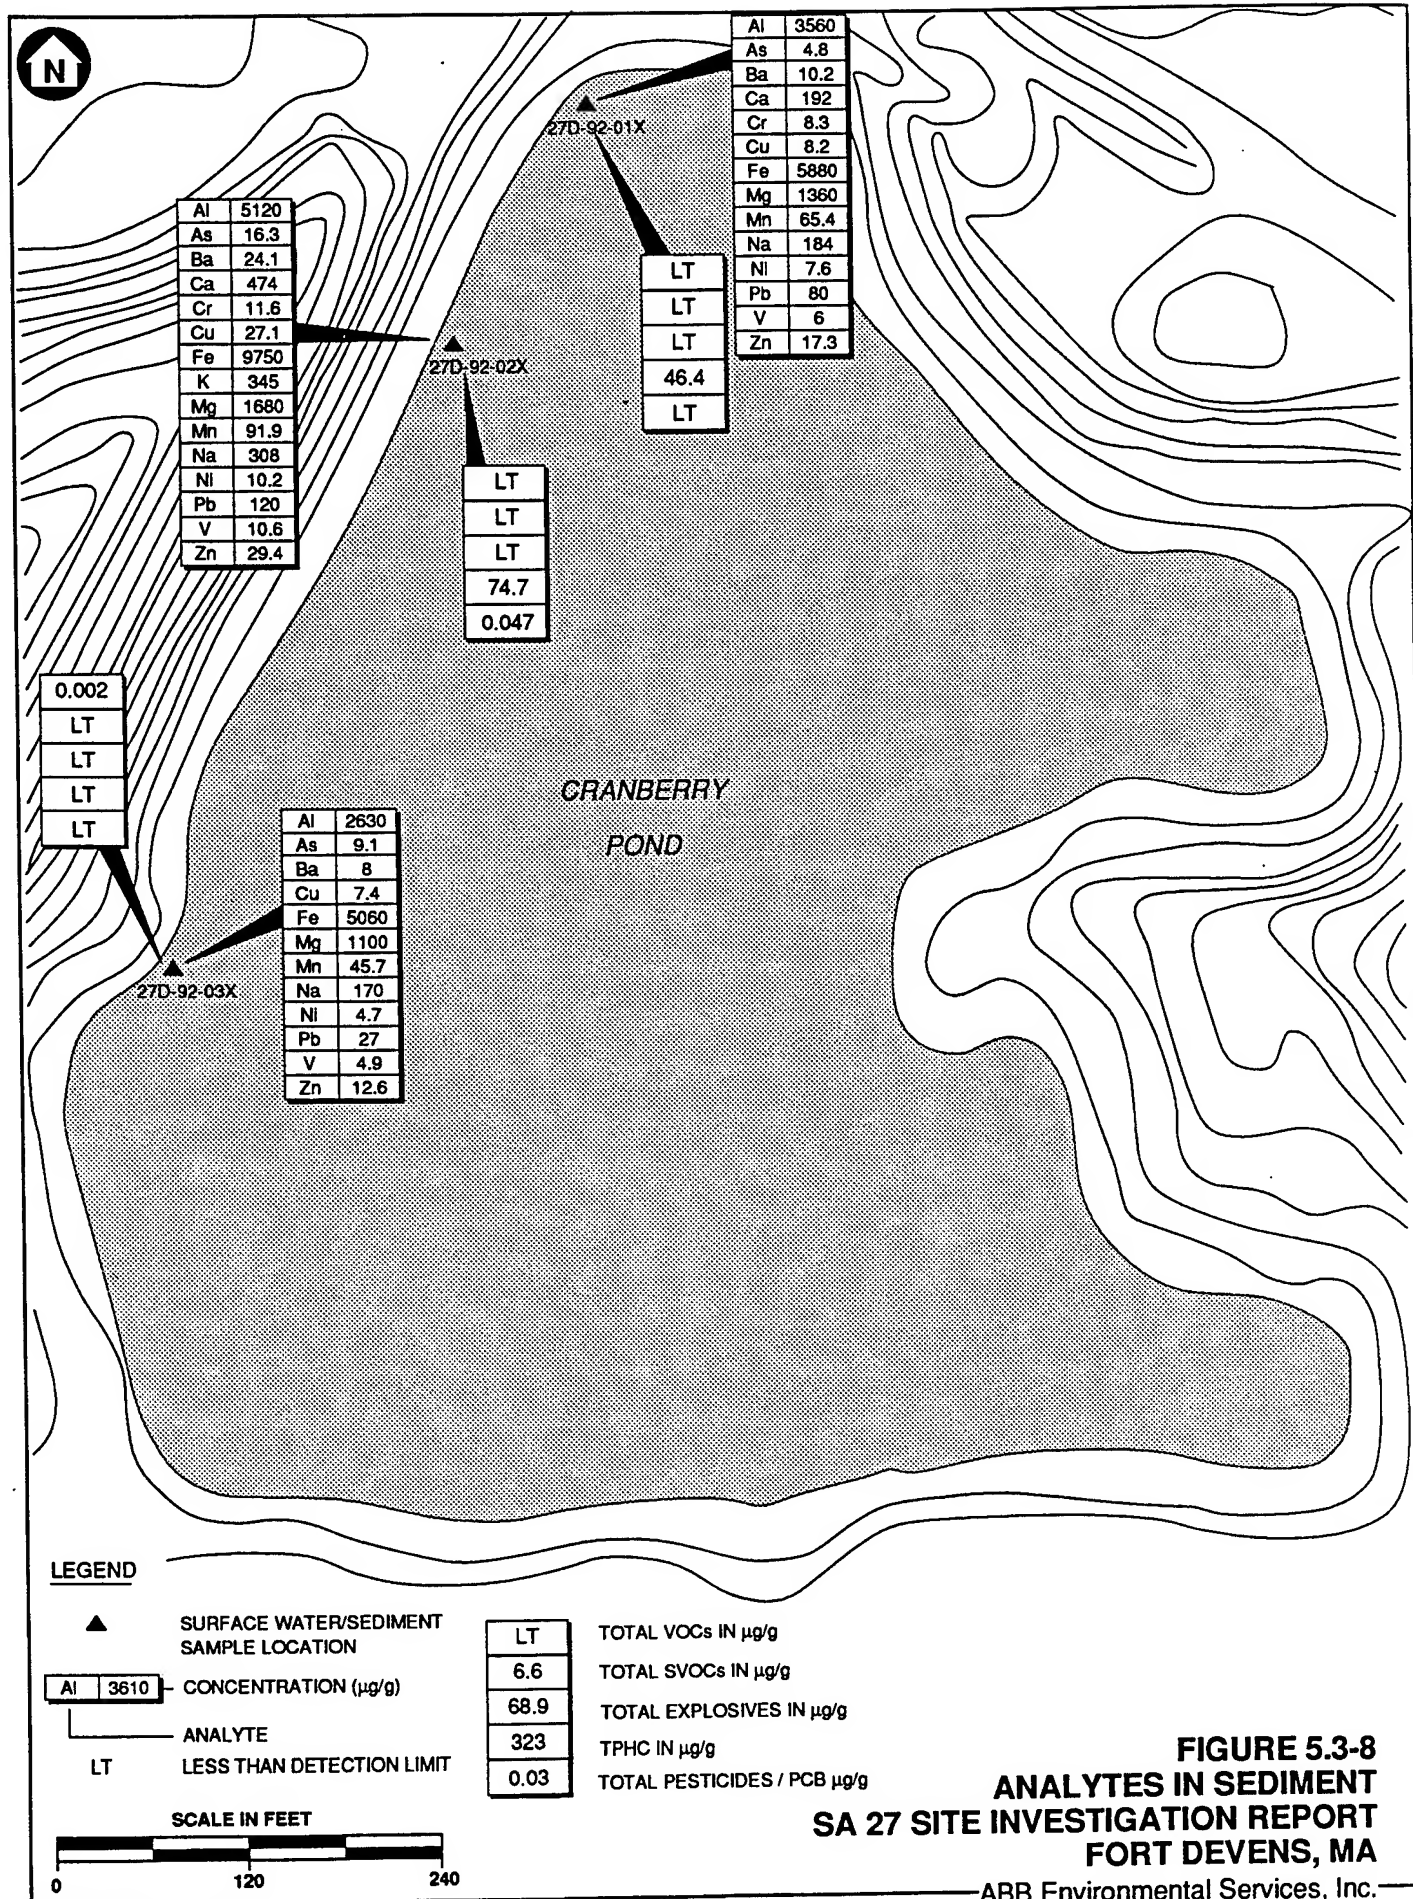 N
Al 3560
As 4.8
Ba 10.2
Ca 192
Cr 8.3
Cu 8.2
Fe 5880
Mg 1360
Mn 65.4
Na 184
Ni 7.6
Pb 80
V 6
Zn 17.3
27D-92-01X
LT
LT
LT
46.4
LT
Al 5120
As 16.3
Ba 24.1
Ca 474
Cr 11.6
Cu 27.1
Fe 9750
K 345
Mg 1680
Mn 91.9
Na 308
Ni 10.2
Pb 120
V 10.6
Zn 29.4
27D-92-02X
LT
LT
LT
74.7
0.047
0.002
LT
LT
LT
LT
CRANBERRY
POND
Al 2630
As 9.1
Ba 8
Cu 7.4
Fe 5060
Mg 1100
Mn 45.7
Na 170
Ni 4.7
Pb 27
V 4.9
Zn 12.6
27D-92-03X
LEGEND
SURFACE WATER/SEDIMENT
SAMPLE LOCATION
Al 3610 CONCENTRATION (µg/g)
ANALYTE
LT LESS THAN DETECTION LIMIT
LT TOTAL VOCs IN µg/g
6.6 TOTAL SVOCs IN µg/g
68.9 TOTAL EXPLOSIVES IN µg/g
323 TPHC IN µg/g
0.03 TOTAL PESTICIDES / PCB µg/g
SCALE IN FEET
0 120 240
FIGURE 5.3-8
ANALYTES IN SEDIMENT
SA 27 SITE INVESTIGATION REPORT
FORT DEVENS, MA
ABB Environmental Services, Inc.